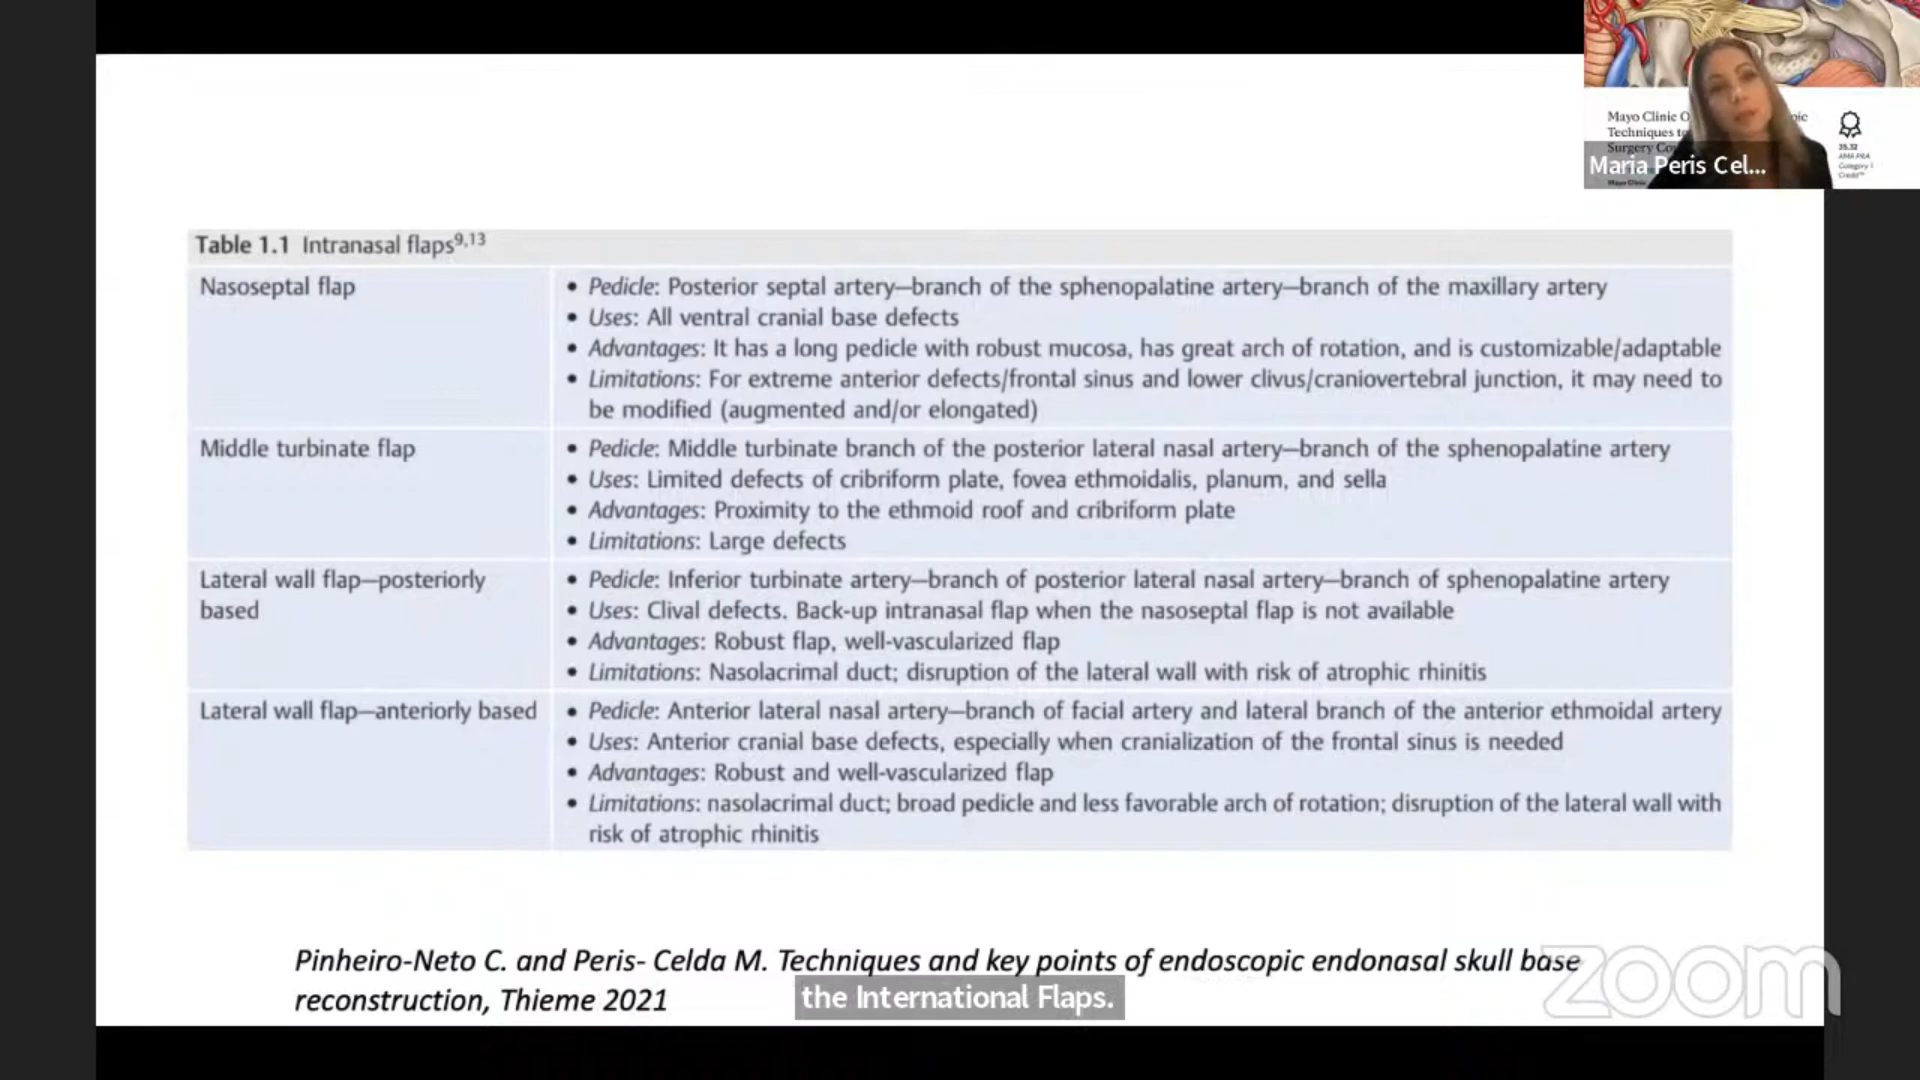 Mayo Clinic O
Techniques to
Surgery Co
Maria Peris Cel...
Mayo Clinic
35.32
AMA PRA
Category 1
Credit™
Table 1.1 Intranasal flaps9,13
Nasoseptal flap
• Pedicle: Posterior septal artery—branch of the sphenopalatine artery—branch of the maxillary artery
• Uses: All ventral cranial base defects
• Advantages: It has a long pedicle with robust mucosa, has great arch of rotation, and is customizable/adaptable
• Limitations: For extreme anterior defects/frontal sinus and lower clivus/craniovertebral junction, it may need to
be modified (augmented and/or elongated)
Middle turbinate flap
• Pedicle: Middle turbinate branch of the posterior lateral nasal artery—branch of the sphenopalatine artery
• Uses: Limited defects of cribriform plate, fovea ethmoidalis, planum, and sella
• Advantages: Proximity to the ethmoid roof and cribriform plate
• Limitations: Large defects
Lateral wall flap—posteriorly
based
• Pedicle: Inferior turbinate artery—branch of posterior lateral nasal artery—branch of sphenopalatine artery
• Uses: Clival defects. Back-up intranasal flap when the nasoseptal flap is not available
• Advantages: Robust flap, well-vascularized flap
• Limitations: Nasolacrimal duct; disruption of the lateral wall with risk of atrophic rhinitis
Lateral wall flap—anteriorly based
• Pedicle: Anterior lateral nasal artery—branch of facial artery and lateral branch of the anterior ethmoidal artery
• Uses: Anterior cranial base defects, especially when cranialization of the frontal sinus is needed
• Advantages: Robust and well-vascularized flap
• Limitations: nasolacrimal duct; broad pedicle and less favorable arch of rotation; disruption of the lateral wall with
risk of atrophic rhinitis
Pinheiro-Neto C. and Peris- Celda M. Techniques and key points of endoscopic endonasal skull base
reconstruction, Thieme 2021
the International Flaps.
zoom